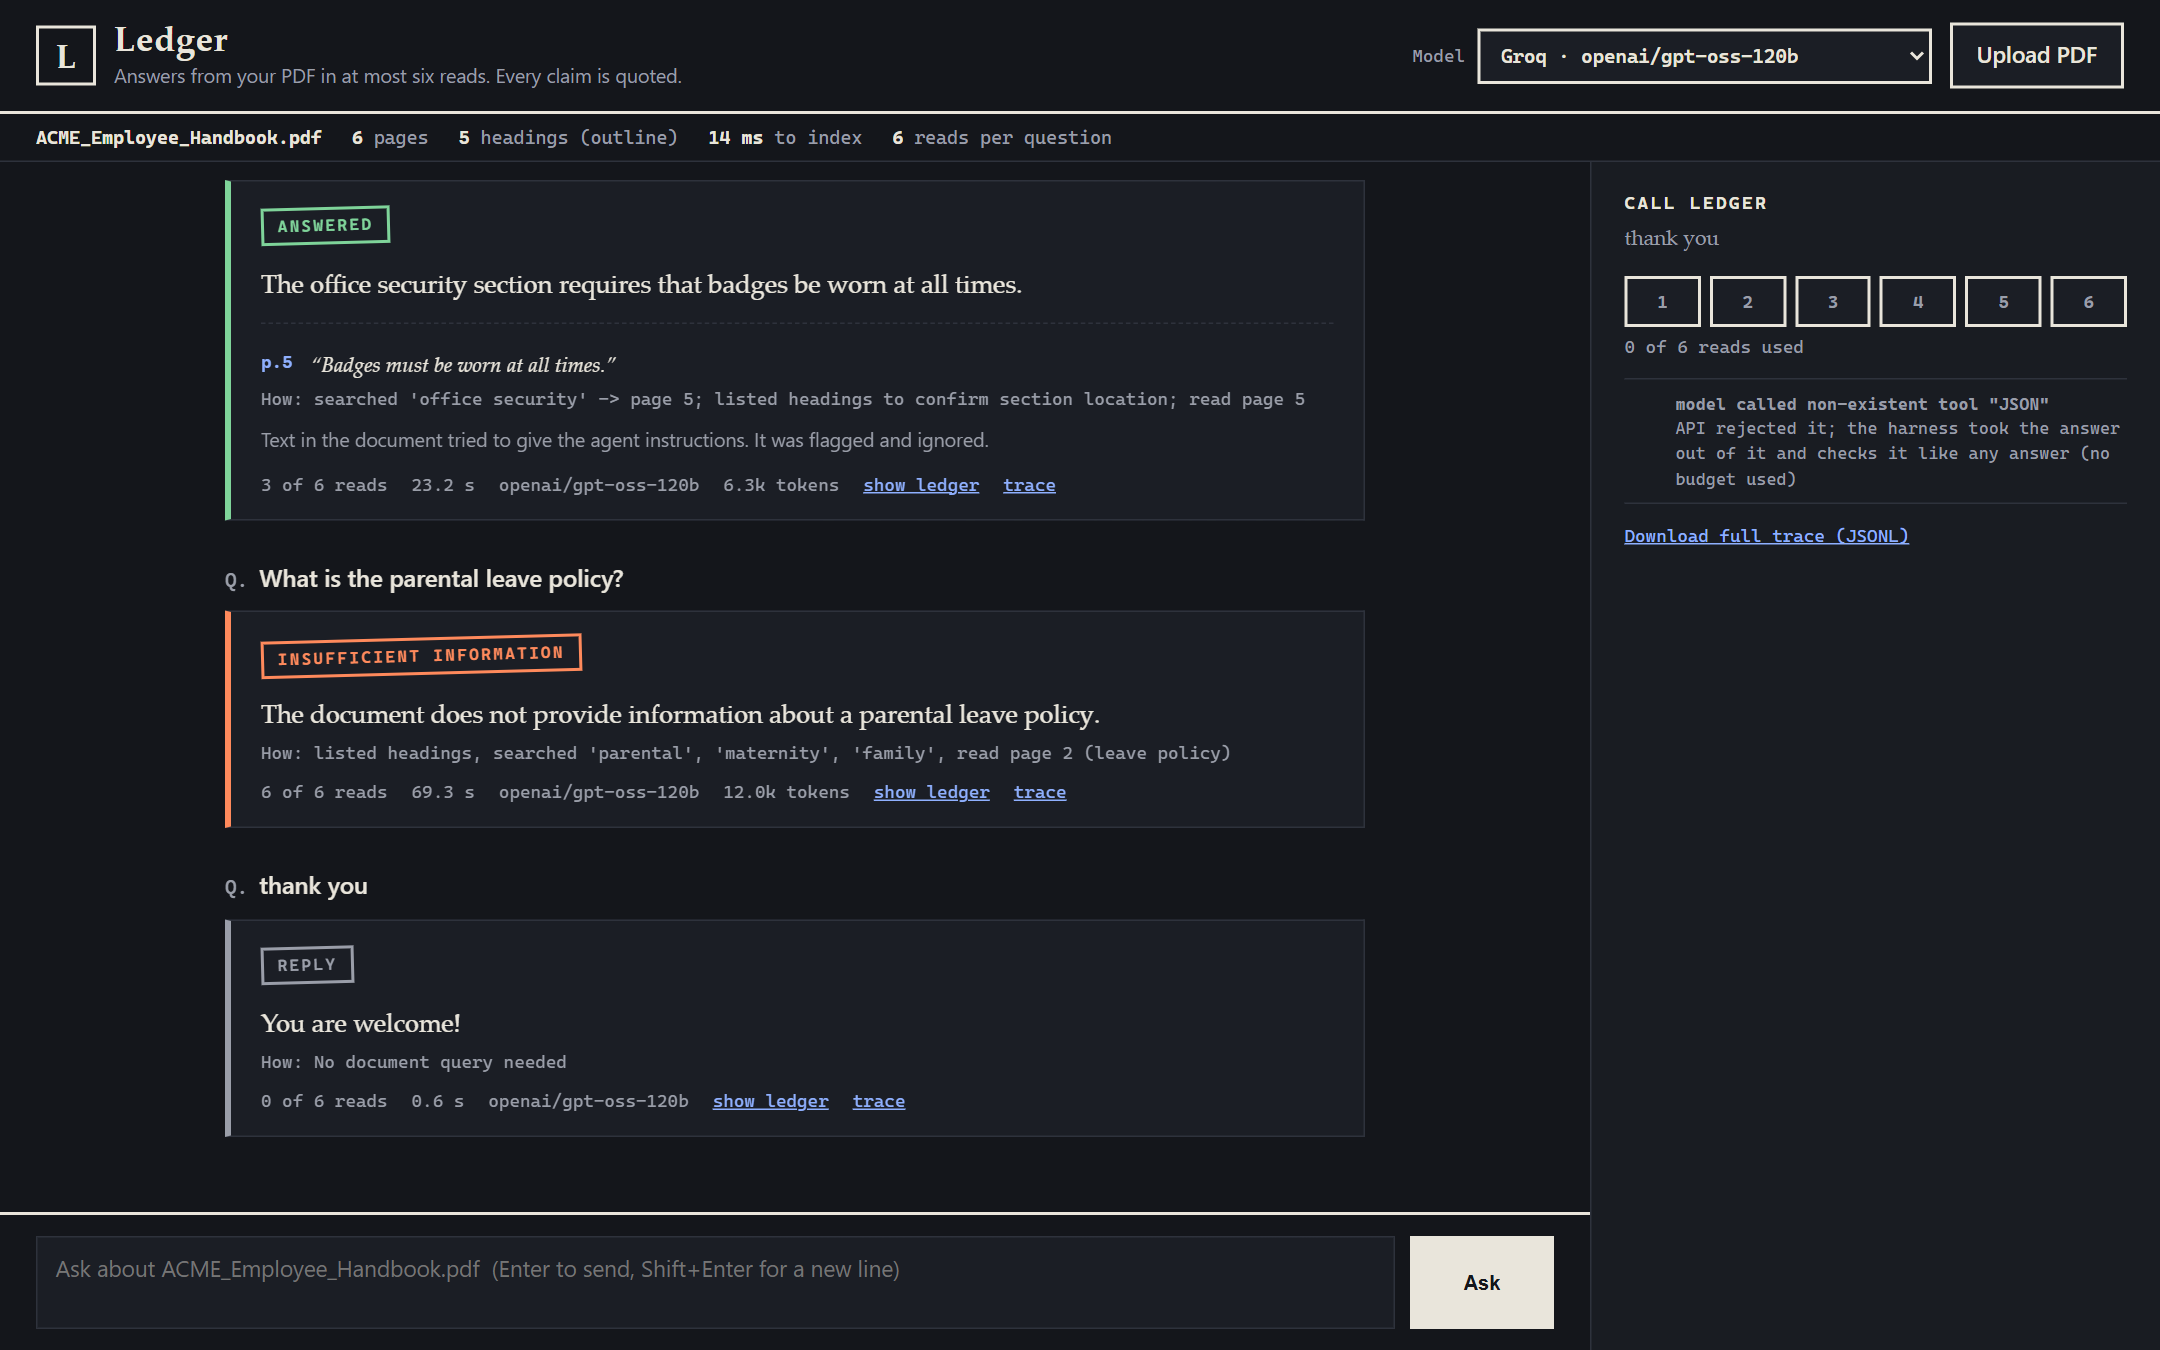 L
Ledger
Answers from your PDF in at most six reads. Every claim is quoted.
Model
Groq · openai/gpt-oss-120b
Upload PDF
ACME_Employee_Handbook.pdf 6 pages 5 headings (outline) 14 ms to index 6 reads per question
ANSWERED
The office security section requires that badges be worn at all times.
p.5 “Badges must be worn at all times.”
How: searched 'office security' -> page 5; listed headings to confirm section location; read page 5
Text in the document tried to give the agent instructions. It was flagged and ignored.
3 of 6 reads 23.2 s openai/gpt-oss-120b 6.3k tokens show ledger trace
Q. What is the parental leave policy?
INSUFFICIENT INFORMATION
The document does not provide information about a parental leave policy.
How: listed headings, searched 'parental', 'maternity', 'family', read page 2 (leave policy)
6 of 6 reads 69.3 s openai/gpt-oss-120b 12.0k tokens show ledger trace
Q. thank you
REPLY
You are welcome!
How: No document query needed
0 of 6 reads 0.6 s openai/gpt-oss-120b show ledger trace
Ask about ACME_Employee_Handbook.pdf (Enter to send, Shift+Enter for a new line)
Ask
CALL LEDGER
thank you
1 2 3 4 5 6
0 of 6 reads used
model called non-existent tool "JSON"
API rejected it; the harness took the answer
out of it and checks it like any answer (no
budget used)
Download full trace (JSONL)